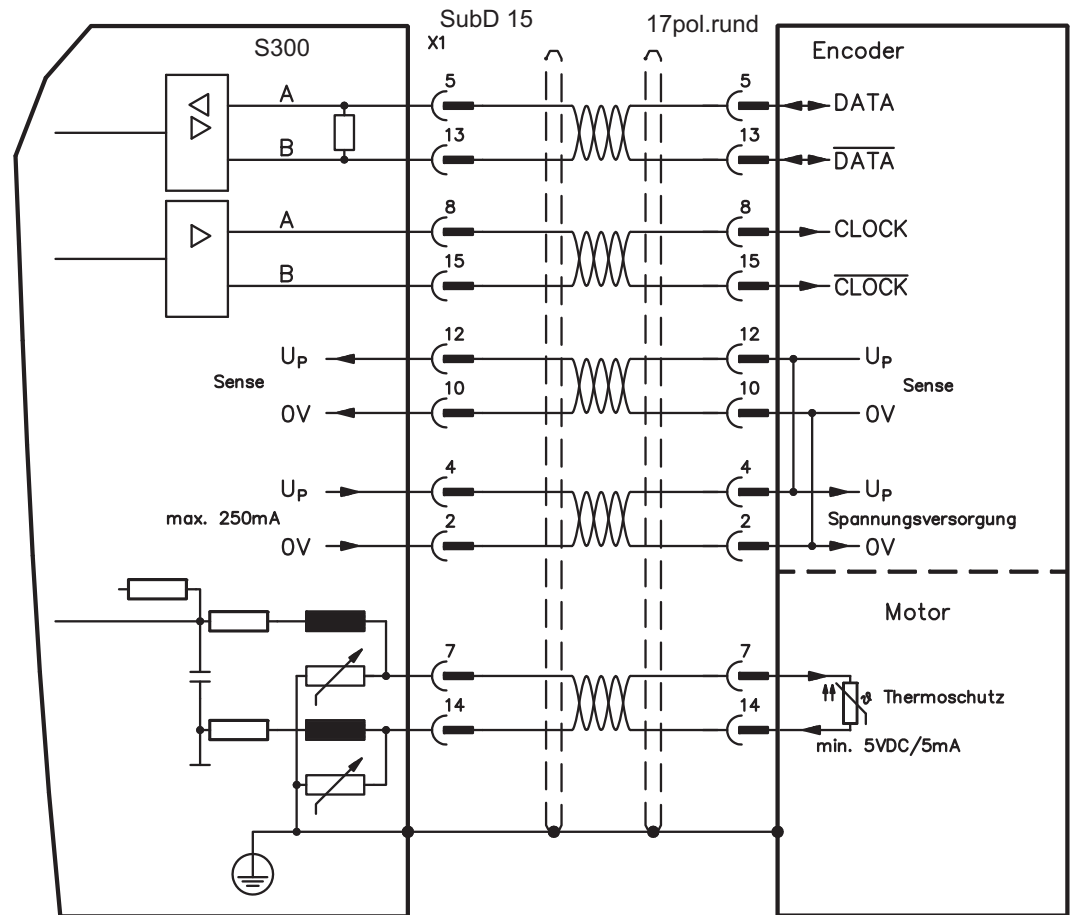 SubD 15
17pol.rund
S300
X1
Encoder
A
5
5
DATA
B
13
13
DATA
A
8
8
CLOCK
B
15
15
CLOCK
UP
12
12
UP
Sense
Sense
0V
10
10
0V
UP
4
4
UP
max. 250mA
Spannungsversorgung
0V
2
2
0V
Motor
7
7
ϑ Thermoschutz
14
14
min. 5VDC/5mA